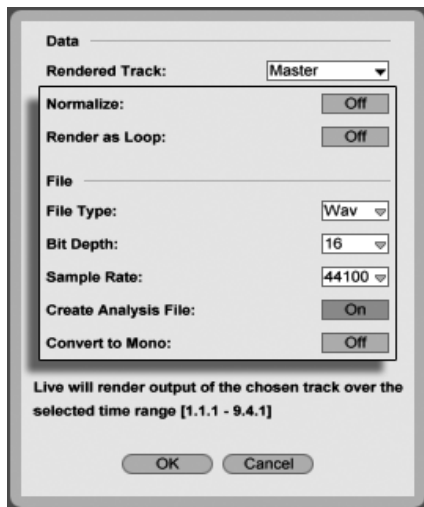 Data
Rendered Track: Master
Normalize: Off
Render as Loop: Off
File
File Type: Wav
Bit Depth: 16
Sample Rate: 44100
Create Analysis File: On
Convert to Mono: Off
Live will render output of the chosen track over the
selected time range [1.1.1 - 9.4.1]
OK Cancel